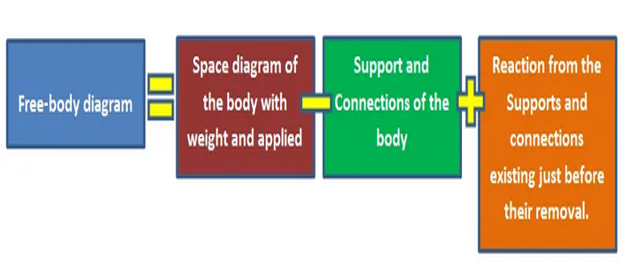 Free-body diagram
Space diagram of
the body with
weight and applied
Support and
Connections of the
body
Reaction from the
Supports and
connections
existing just before
their removal.